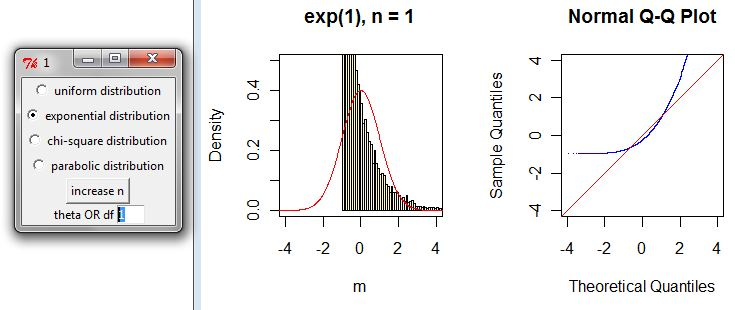 1
uniform distribution
exponential distribution
chi-square distribution
parabolic distribution
increase n
theta OR df
exp(1), n = 1
Density
0.0 0.2 0.4
-4 -2 0 2 4
m
Normal Q-Q Plot
Sample Quantiles
-4 -2 0 2 4
-4 -2 0 2 4
Theoretical Quantiles